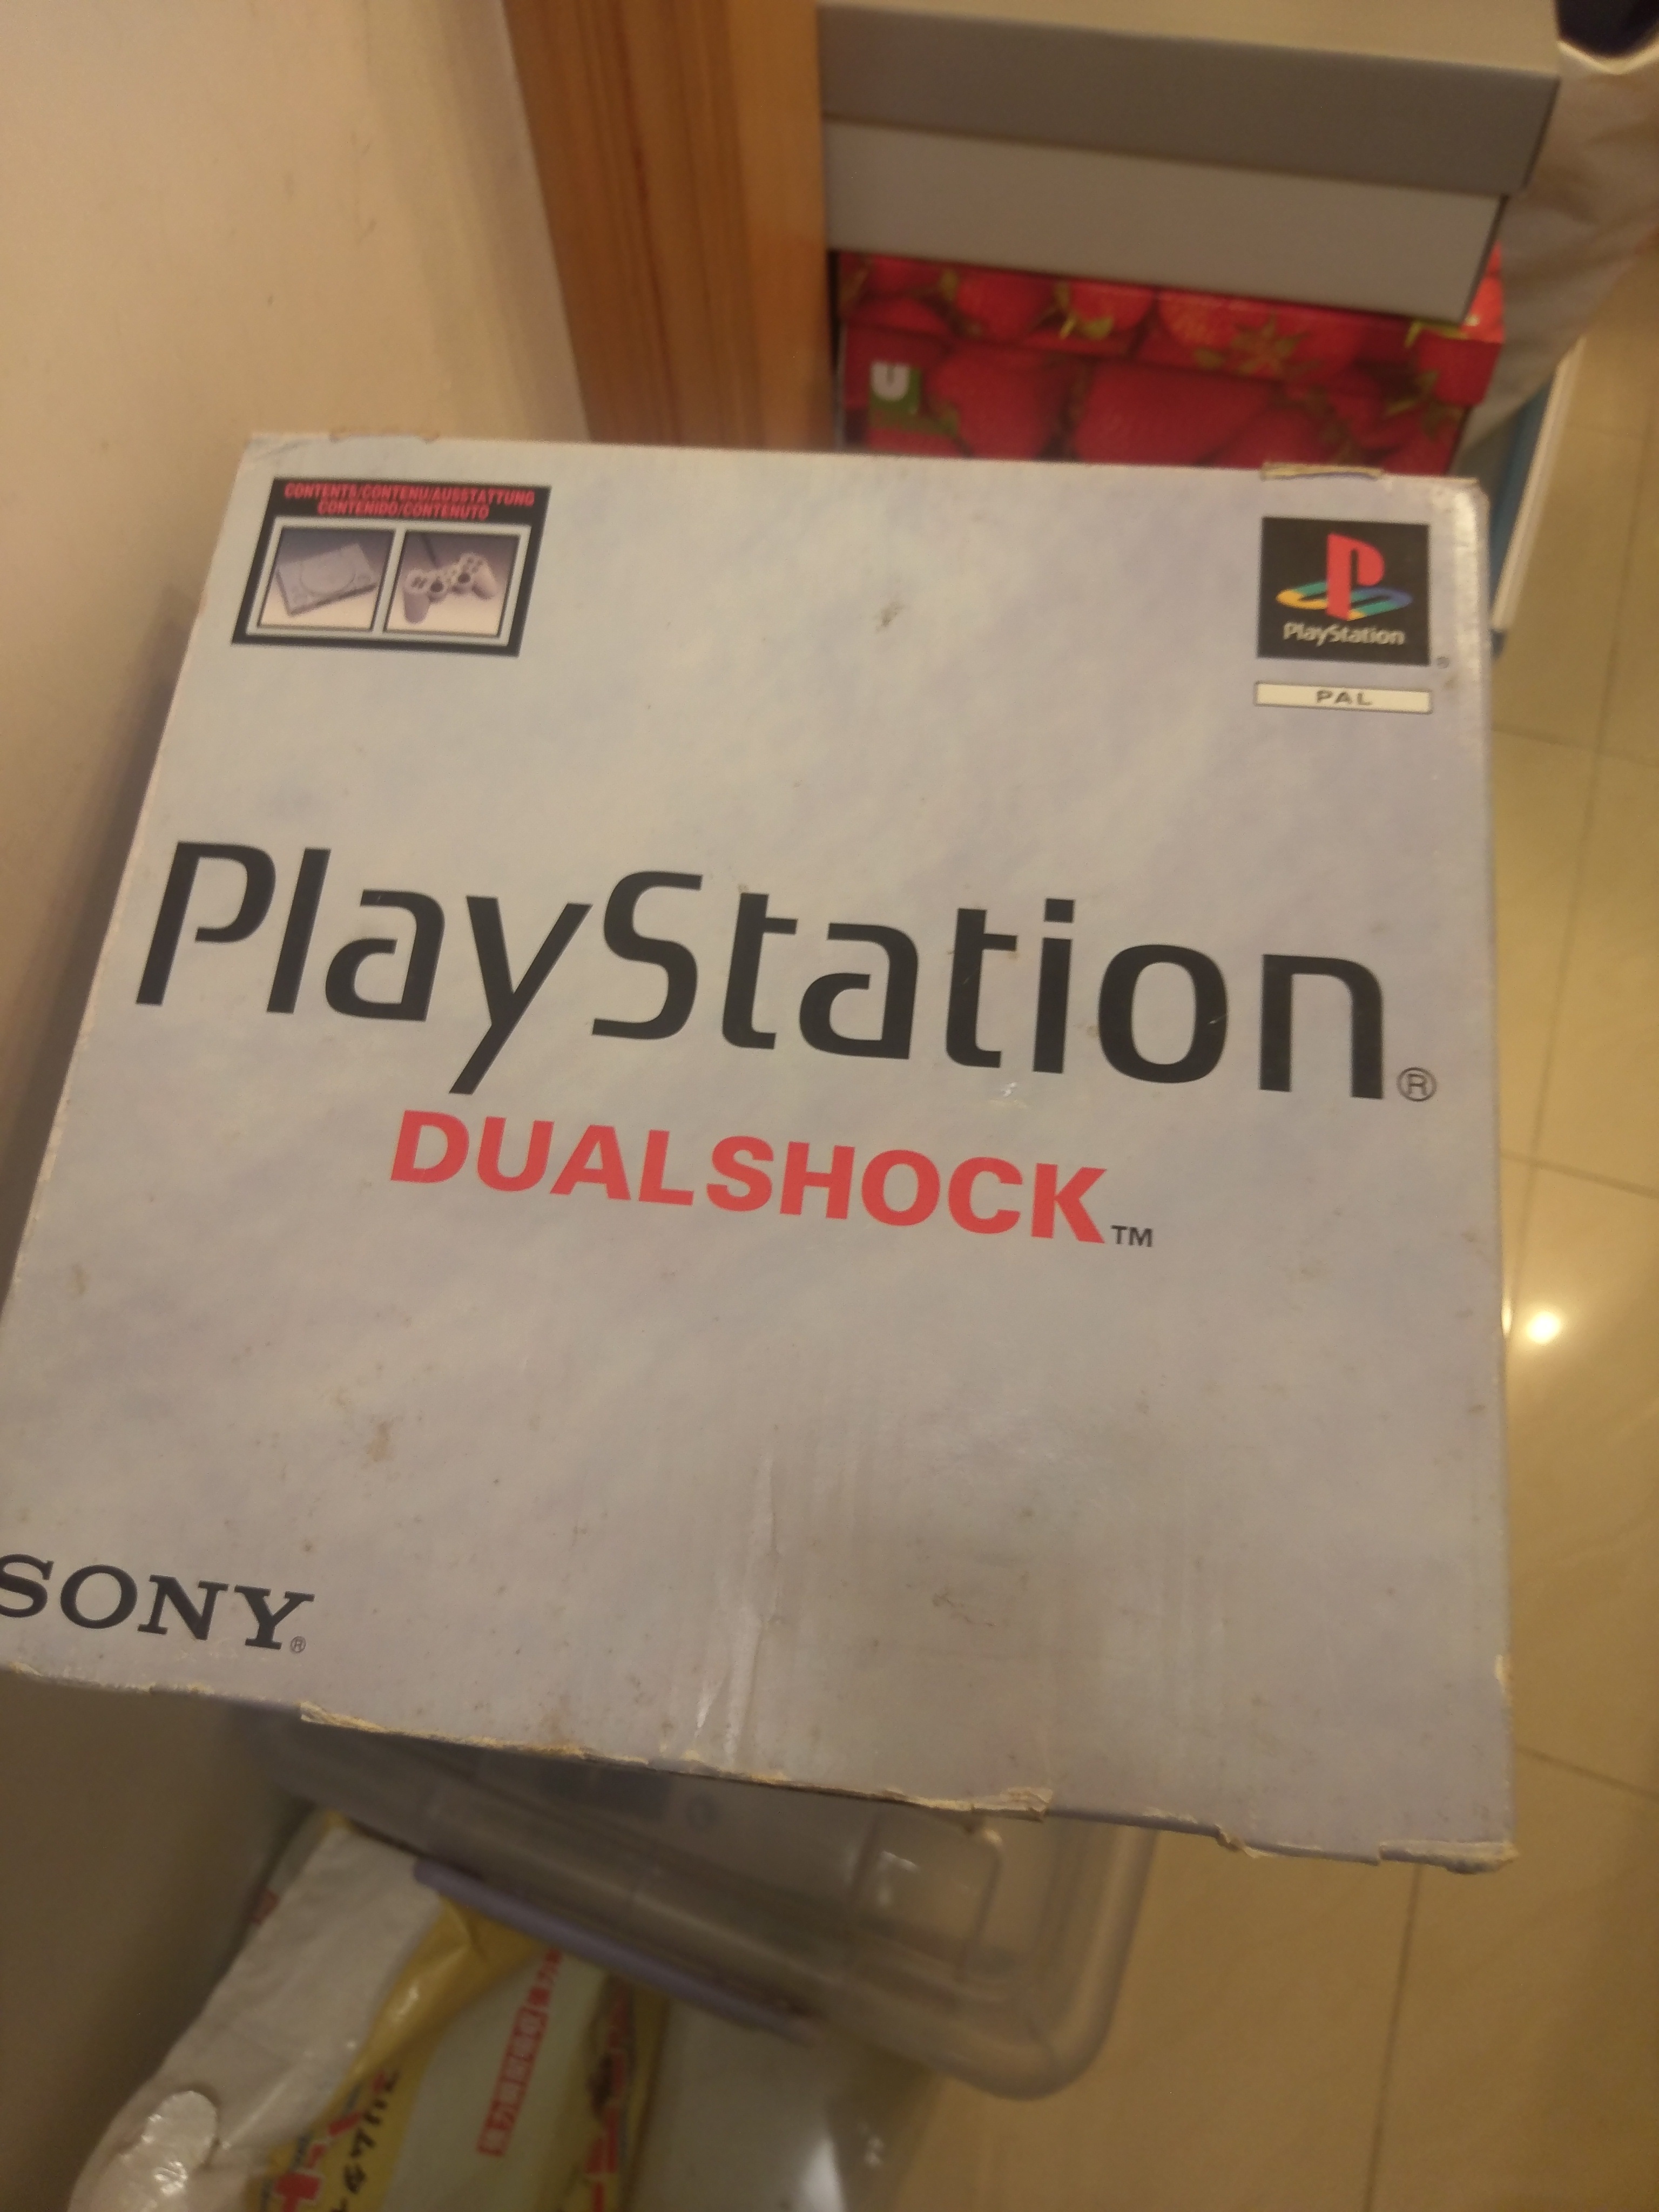 CONTENTS/CONTENU/AUSSTATTUNG
CONTENIDO/CONTENUTO
PlayStation
®
PAL
PlayStation®
DUALSHOCK™
SONY®
U